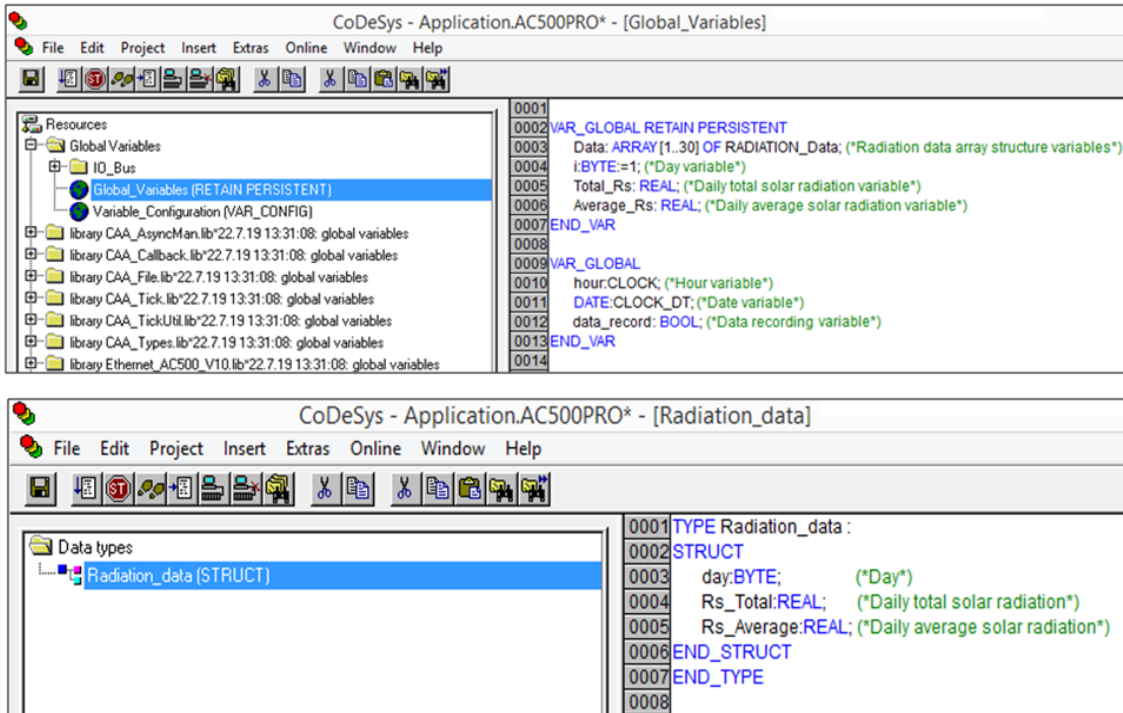 CoDeSys - Application.AC500PRO* - [Global_Variables]
File Edit Project Insert Extras Online Window Help
Resources
Global Variables
IO_Bus
Global_Variables (RETAIN PERSISTENT)
Variable_Configuration (VAR_CONFIG)
library CAA_AsyncMan.lib*22.7.19 13:31:08: global variables
library CAA_Callback.lib*22.7.19 13:31:08: global variables
library CAA_File.lib*22.7.19 13:31:08: global variables
library CAA_Tick.lib*22.7.19 13:31:08: global variables
library CAA_TickUtil.lib*22.7.19 13:31:08: global variables
library CAA_Types.lib*22.7.19 13:31:08: global variables
library Ethernet_AC500_V10.lib*22.7.19 13:31:08: global variables
0001
0002 VAR_GLOBAL RETAIN PERSISTENT
0003 Data: ARRAY[1..30] OF RADIATION_Data; (*Radiation data array structure variables*)
0004 i:BYTE:=1; (*Day variable*)
0005 Total_Rs: REAL; (*Daily total solar radiation variable*)
0006 Average_Rs: REAL; (*Daily average solar radiation variable*)
0007 END_VAR
0008
0009 VAR_GLOBAL
0010 hour:CLOCK; (*Hour variable*)
0011 DATE:CLOCK_DT; (*Date variable*)
0012 data_record: BOOL; (*Data recording variable*)
0013 END_VAR
0014
CoDeSys - Application.AC500PRO* - [Radiation_data]
File Edit Project Insert Extras Online Window Help
Data types
Radiation_data (STRUCT)
0001 TYPE Radiation_data :
0002 STRUCT
0003 day:BYTE; (*Day*)
0004 Rs_Total:REAL; (*Daily total solar radiation*)
0005 Rs_Average:REAL; (*Daily average solar radiation*)
0006 END_STRUCT
0007 END_TYPE
0008